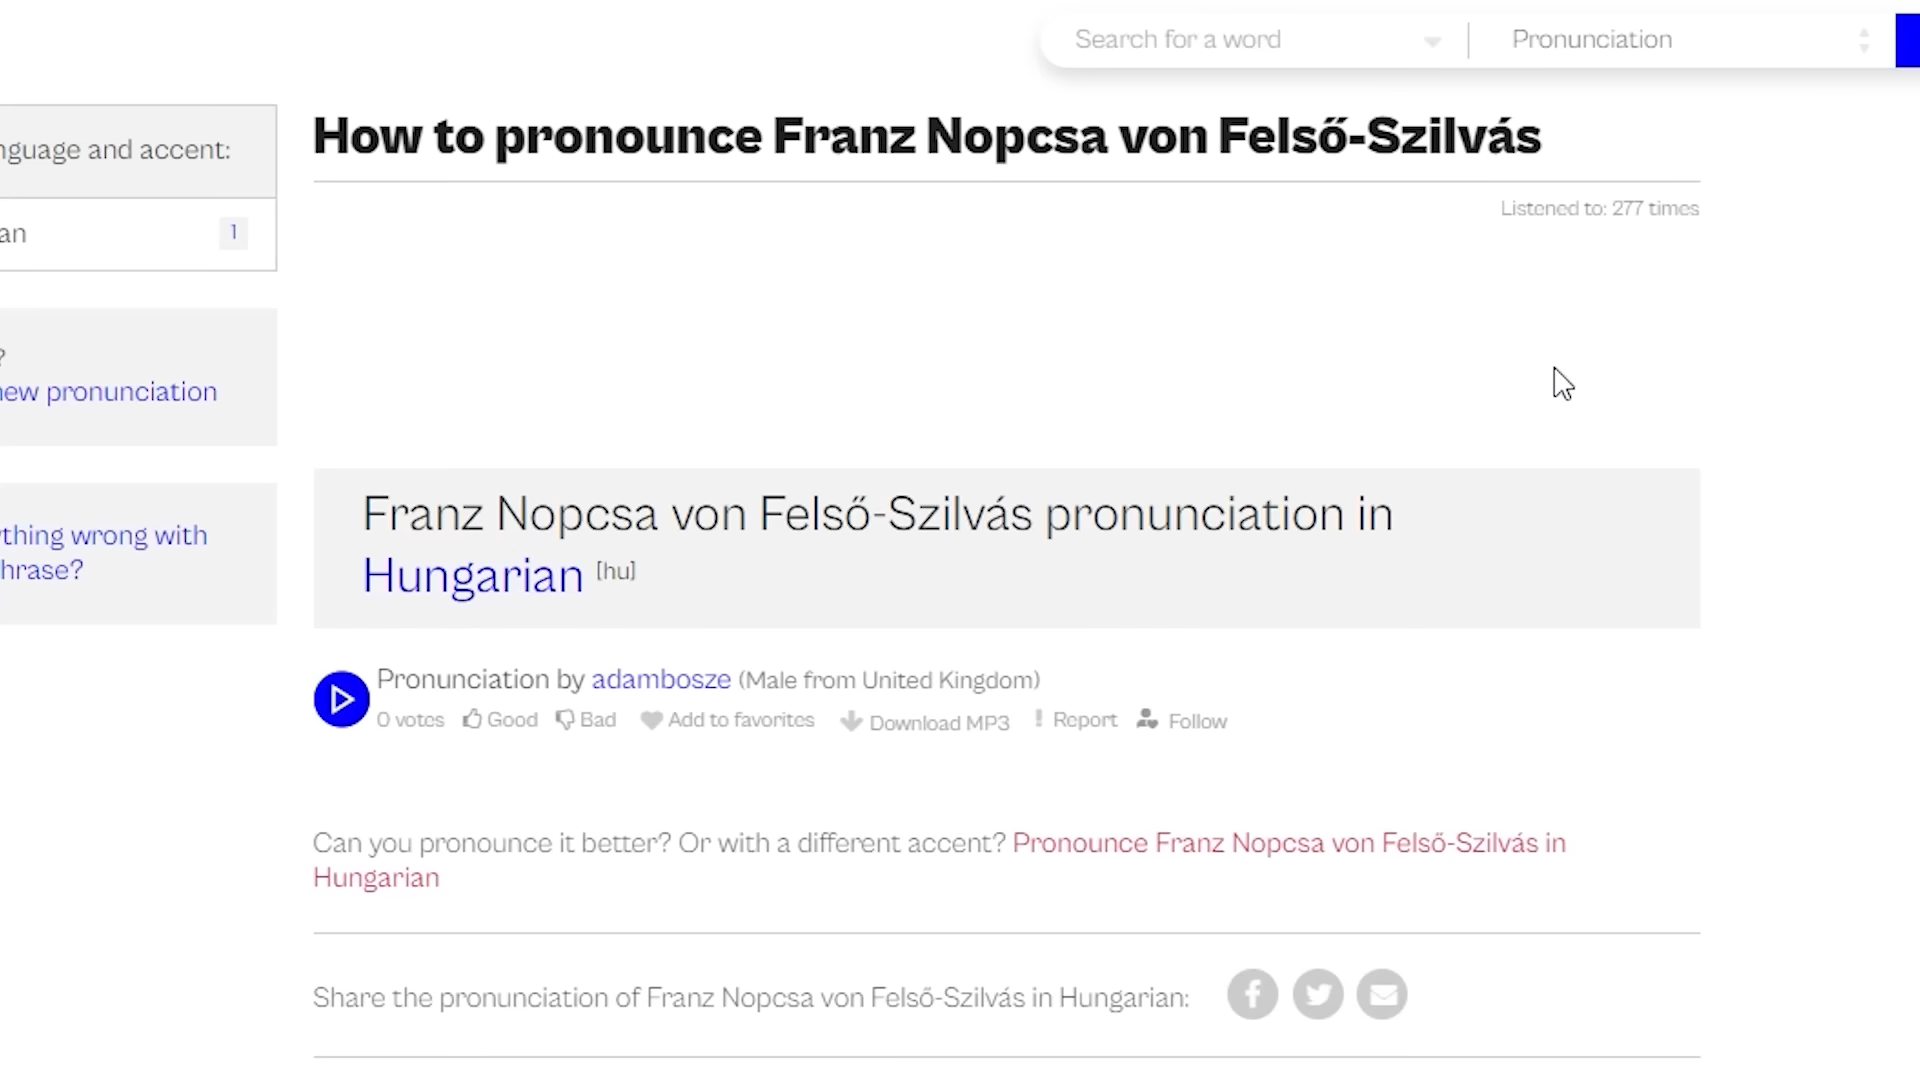 Search for a word
Pronunciation
How to pronounce Franz Nopcsa von Felső-Szilvás
Listened to: 277 times
nguage and accent:
an
1
?
new pronunciation
ything wrong with
hrase?
Franz Nopcsa von Felső-Szilvás pronunciation in
Hungarian [hu]
Pronunciation by adambosze (Male from United Kingdom)
0 votes Good Bad Add to favorites Download MP3 Report Follow
Can you pronounce it better? Or with a different accent? Pronounce Franz Nopcsa von Felső-Szilvás in
Hungarian
Share the pronunciation of Franz Nopcsa von Felső-Szilvás in Hungarian: